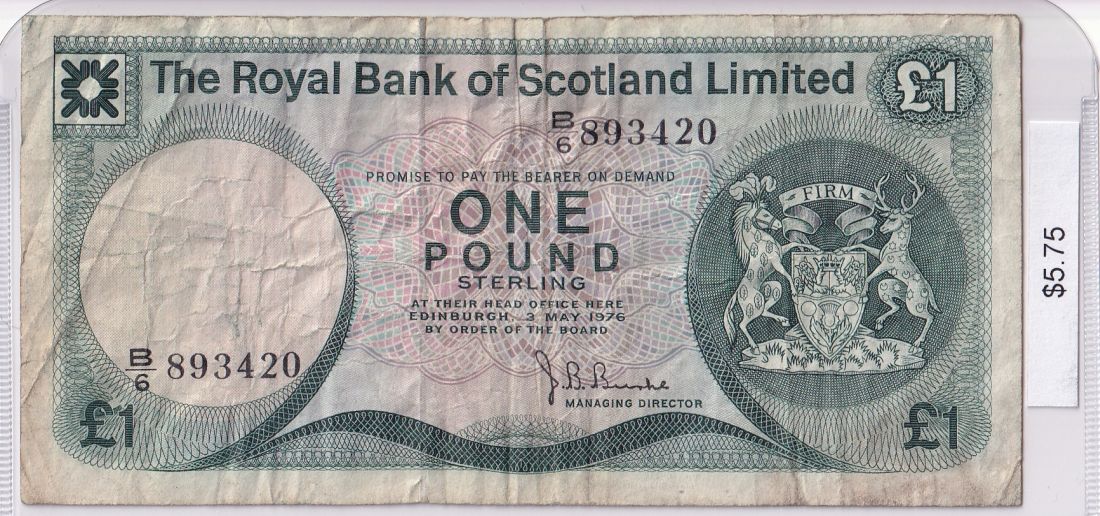 The Royal Bank of Scotland Limited
£1
B/6 893420
PROMISE TO PAY THE BEARER ON DEMAND
ONE
POUND
STERLING
AT THEIR HEAD OFFICE HERE
EDINBURGH, 3 MAY 1976
BY ORDER OF THE BOARD
FIRM
B/6 893420
J.B. Burke
MANAGING DIRECTOR
£1
£1
$5.75